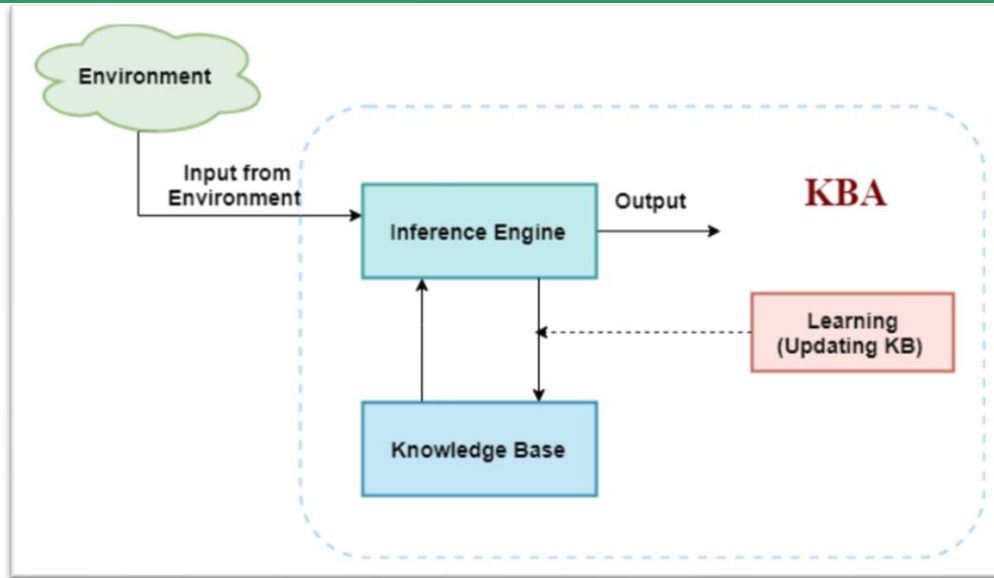 Environment
Input from
Environment
Inference Engine
Output
KBA
Learning
(Updating KB)
Knowledge Base